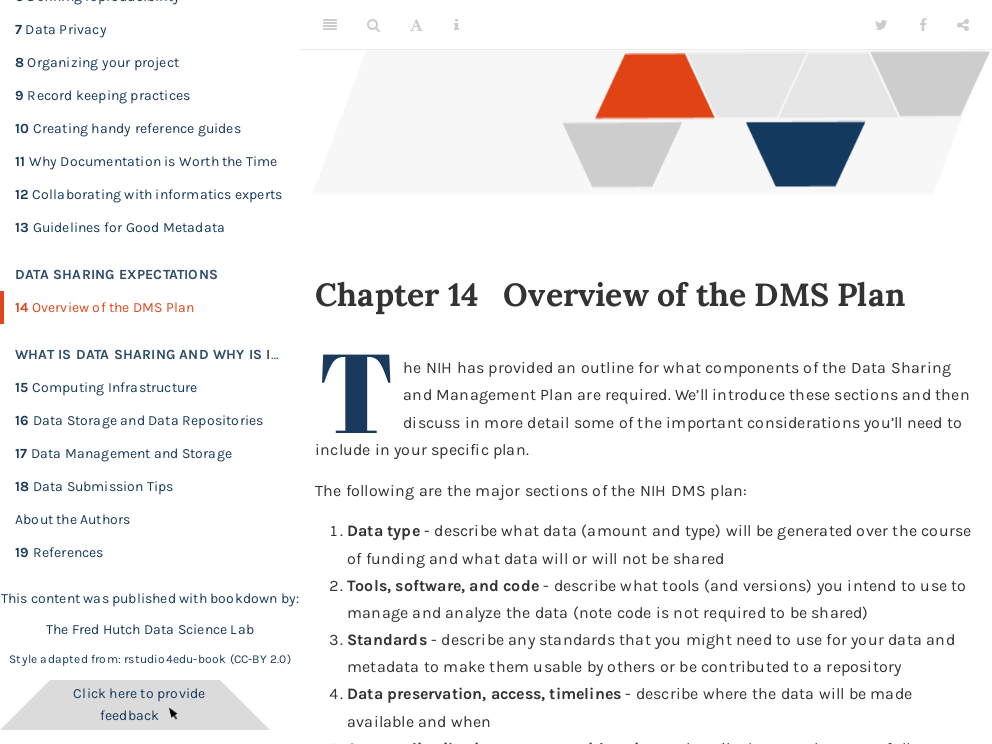 7 Data Privacy
8 Organizing your project
9 Record keeping practices
10 Creating handy reference guides
11 Why Documentation is Worth the Time
12 Collaborating with informatics experts
13 Guidelines for Good Metadata
DATA SHARING EXPECTATIONS
14 Overview of the DMS Plan
WHAT IS DATA SHARING AND WHY IS I…
15 Computing Infrastructure
16 Data Storage and Data Repositories
17 Data Management and Storage
18 Data Submission Tips
About the Authors
19 References
This content was published with bookdown by:
The Fred Hutch Data Science Lab
Style adapted from: rstudio4edu-book (CC-BY 2.0)
Click here to provide
feedback
A
Chapter 14 Overview of the DMS Plan
The NIH has provided an outline for what components of the Data Sharing
and Management Plan are required. We’ll introduce these sections and then
discuss in more detail some of the important considerations you’ll need to
include in your specific plan.
The following are the major sections of the NIH DMS plan:
1. Data type - describe what data (amount and type) will be generated over the course
of funding and what data will or will not be shared
2. Tools, software, and code - describe what tools (and versions) you intend to use to
manage and analyze the data (note code is not required to be shared)
3. Standards - describe any standards that you might need to use for your data and
metadata to make them usable by others or be contributed to a repository
4. Data preservation, access, timelines - describe where the data will be made
available and when